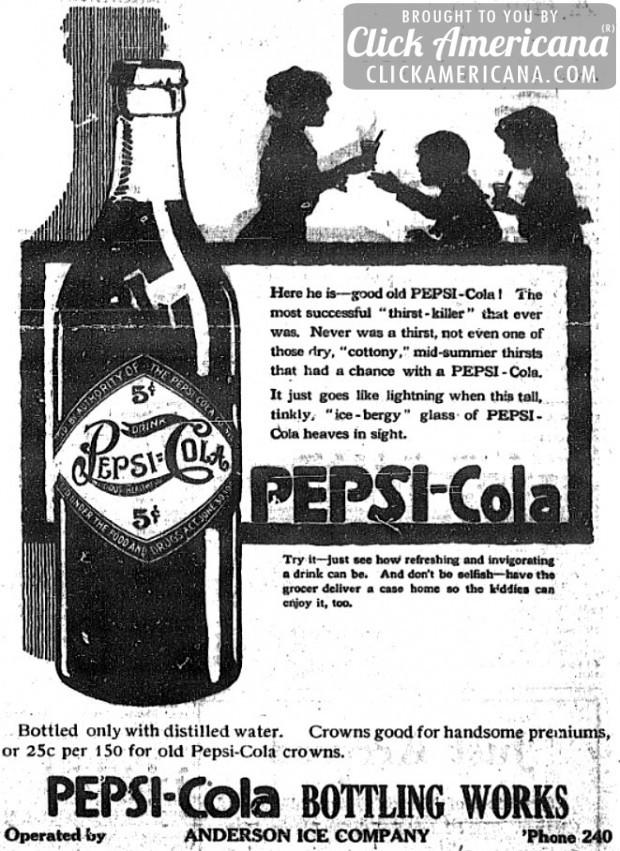 BROUGHT TO YOU BY
Click Americana (R)
CLICKAMERICANA.COM
Here he is—good old PEPSI-Cola! The
most successful "thirst-killer" that ever
was. Never was a thirst, not even one of
those dry, "cottony," mid-summer thirsts
that had a chance with a PEPSI-Cola.
It just goes like lightning when this tall,
tinkly, "ice-bergy" glass of PEPSI-
Cola heaves in sight.
BY AUTHORITY OF THE PEPSI-COLA
5¢
DRINK
PEPSI=COLA
5¢
UNDER THE FOOD AND DRUGS ACT, JUNE
PEPSI-Cola
Try it—just see how refreshing and invigorating
a drink can be. And don't be selfish—have the
grocer deliver a case home so the kiddies can
enjoy it, too.
Bottled only with distilled water. Crowns good for handsome premiums,
or 25c per 150 for old Pepsi-Cola crowns.
PEPSI-Cola BOTTLING WORKS
Operated by ANDERSON ICE COMPANY 'Phone 240